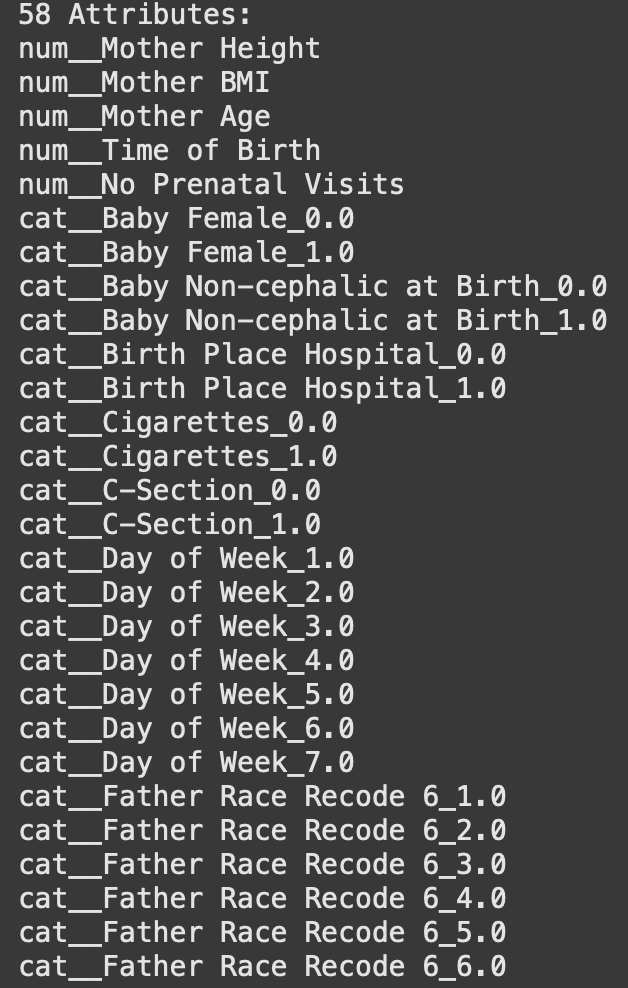 58 Attributes:
num__Mother Height
num__Mother BMI
num__Mother Age
num__Time of Birth
num__No Prenatal Visits
cat__Baby Female_0.0
cat__Baby Female_1.0
cat__Baby Non-cephalic at Birth_0.0
cat__Baby Non-cephalic at Birth_1.0
cat__Birth Place Hospital_0.0
cat__Birth Place Hospital_1.0
cat__Cigarettes_0.0
cat__Cigarettes_1.0
cat__C-Section_0.0
cat__C-Section_1.0
cat__Day of Week_1.0
cat__Day of Week_2.0
cat__Day of Week_3.0
cat__Day of Week_4.0
cat__Day of Week_5.0
cat__Day of Week_6.0
cat__Day of Week_7.0
cat__Father Race Recode 6_1.0
cat__Father Race Recode 6_2.0
cat__Father Race Recode 6_3.0
cat__Father Race Recode 6_4.0
cat__Father Race Recode 6_5.0
cat__Father Race Recode 6_6.0